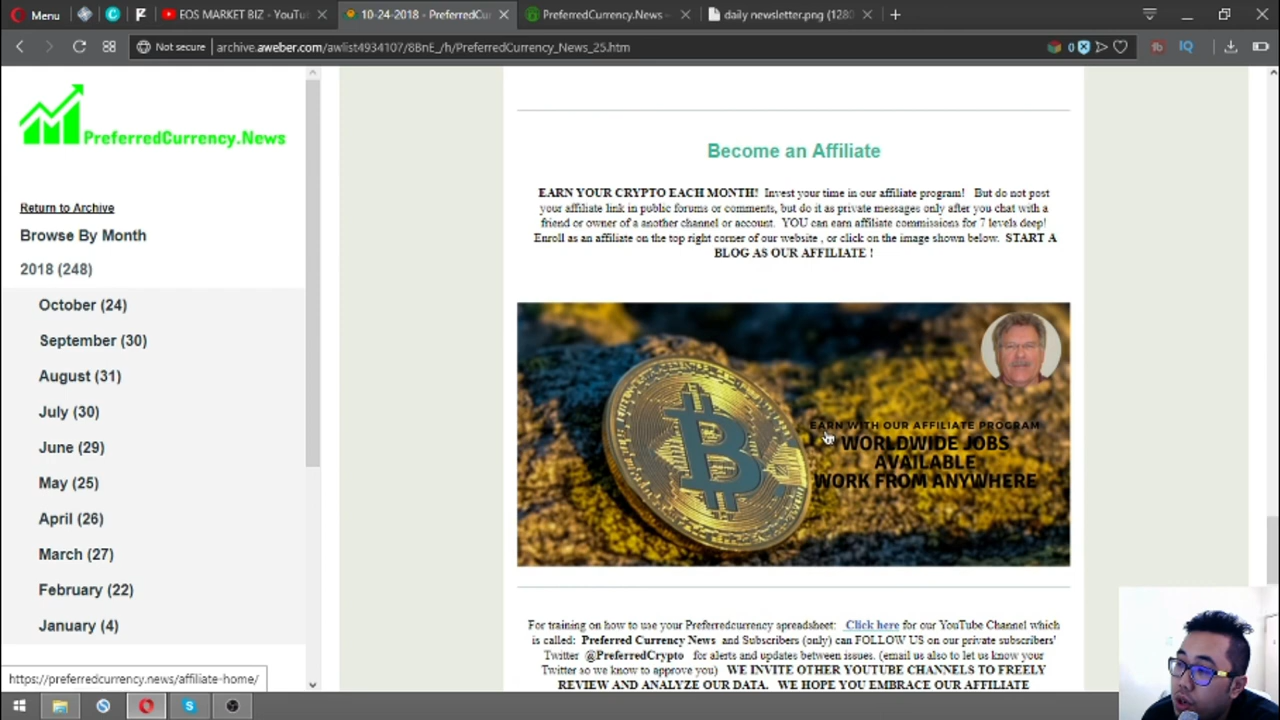 Menu
EOS MARKET BIZ - YouTu
10-24-2018 - PreferredCu
PreferredCurrency.News -
daily newsletter.png (1280
Not secure
archive.aweber.com/awlist4934107/8BnE_/h/PreferredCurrency_News_25.htm
0
IQ
PreferredCurrency.News
Return to Archive
Browse By Month
2018 (248)
October (24)
September (30)
August (31)
July (30)
June (29)
May (25)
April (26)
March (27)
February (22)
January (4)
https://preferredcurrency.news/affiliate-home/
Become an Affiliate
EARN YOUR CRYPTO EACH MONTH! Invest your time in our affiliate program! But do not post
your affiliate link in public forums or comments, but do it as private messages only after you chat with a
friend or owner of a another channel or account. YOU can earn affiliate commissions for 7 levels deep!
Enroll as an affiliate on the top right corner of our website , or click on the image shown below. START A
BLOG AS OUR AFFILIATE !
EARN WITH OUR AFFILIATE PROGRAM
WORLDWIDE JOBS
AVAILABLE
WORK FROM ANYWHERE
For training on how to use your Preferredcurrency spreadsheet: Click here for our YouTube Channel which
is called: Preferred Currency News and Subscribers (only) can FOLLOW US on our private subscribers'
Twitter @PreferredCrypto for alerts and updates between issues. (email us also to let us know your
Twitter so we know to approve you) WE INVITE OTHER YOUTUBE CHANNELS TO FREELY
REVIEW AND ANALYZE OUR DATA. WE HOPE YOU EMBRACE OUR AFFILIATE